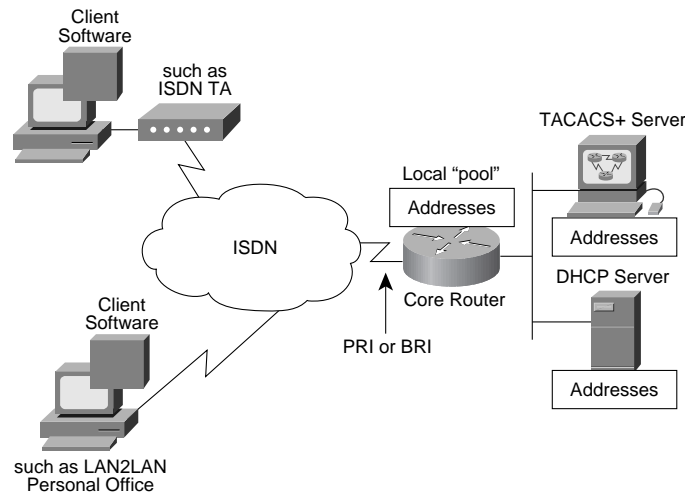 Client
Software
such as
ISDN TA
TACACS+ Server
Local “pool”
Addresses
Addresses
ISDN
DHCP Server
Core Router
Client
Software
PRI or BRI
Addresses
such as LAN2LAN
Personal Office